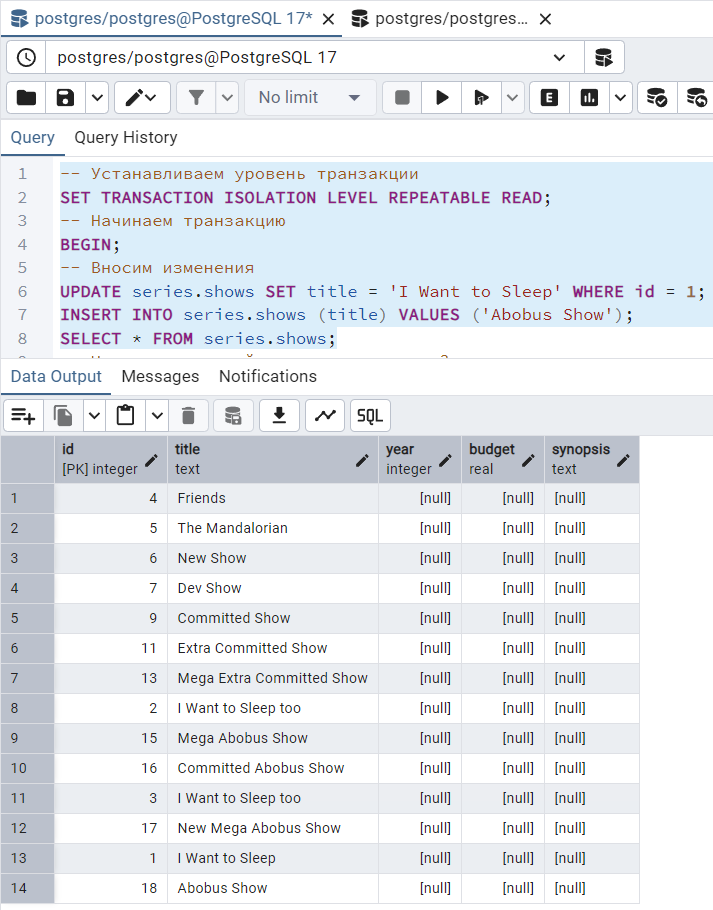 postgres/postgres@PostgreSQL 17*
postgres/postgres...
postgres/postgres@PostgreSQL 17
No limit
E
Query
Query History
1 -- Устанавливаем уровень транзакции
2 SET TRANSACTION ISOLATION LEVEL REPEATABLE READ;
3 -- Начинаем транзакцию
4 BEGIN;
5 -- Вносим изменения
6 UPDATE series.shows SET title = 'I Want to Sleep' WHERE id = 1;
7 INSERT INTO series.shows (title) VALUES ('Abobus Show');
8 SELECT * FROM series.shows;
Data Output Messages Notifications
SQL
id title year budget synopsis
[PK] integer text integer real text
1 4 Friends [null] [null] [null]
2 5 The Mandalorian [null] [null] [null]
3 6 New Show [null] [null] [null]
4 7 Dev Show [null] [null] [null]
5 9 Committed Show [null] [null] [null]
6 11 Extra Committed Show [null] [null] [null]
7 13 Mega Extra Committed Show [null] [null] [null]
8 2 I Want to Sleep too [null] [null] [null]
9 15 Mega Abobus Show [null] [null] [null]
10 16 Committed Abobus Show [null] [null] [null]
11 3 I Want to Sleep too [null] [null] [null]
12 17 New Mega Abobus Show [null] [null] [null]
13 1 I Want to Sleep [null] [null] [null]
14 18 Abobus Show [null] [null] [null]